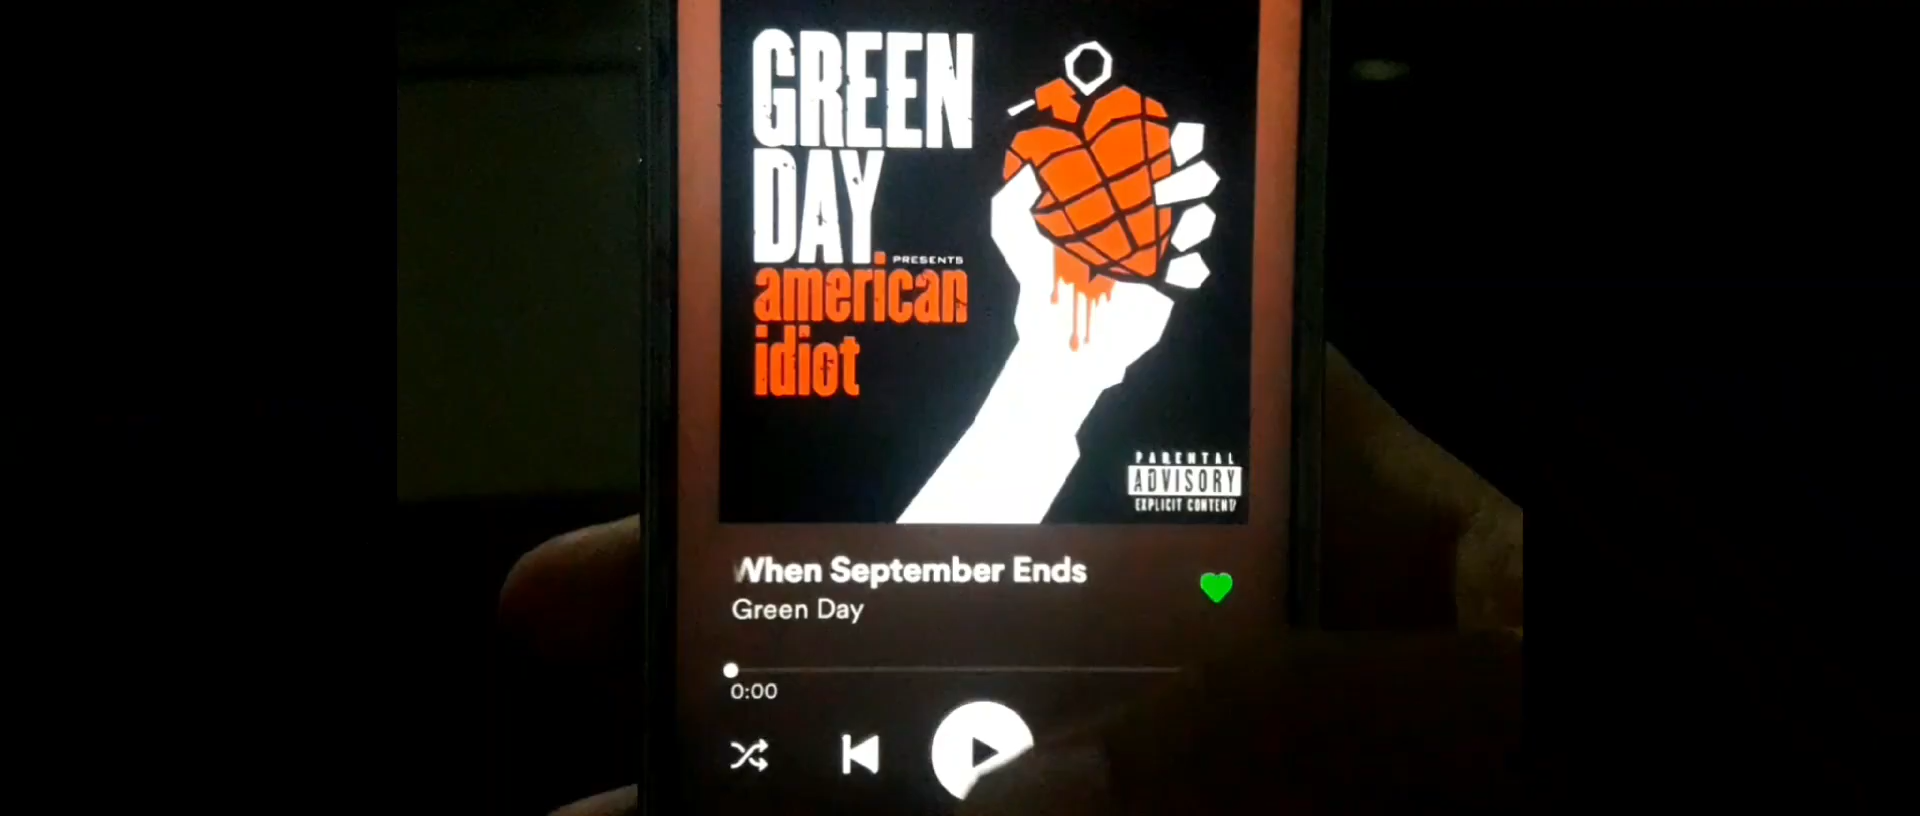 GREEN
DAY
PRESENTS
american
idiot
PARENTAL
ADVISORY
EXPLICIT CONTENT
When September Ends
Green Day
0:00